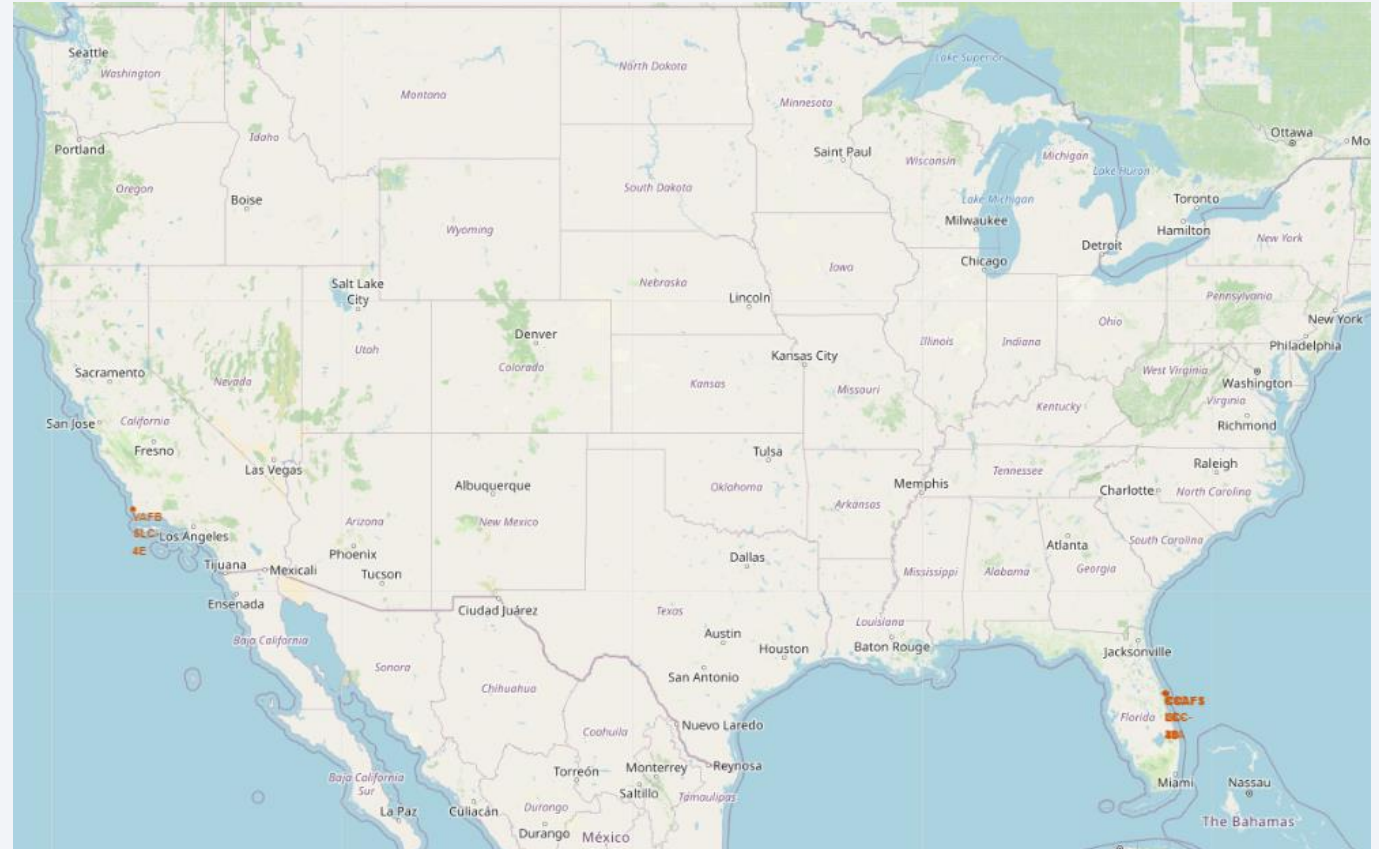 Seattle
Washington
Montana
North Dakota
Lake Superior
Minnesota
Portland
Idaho
Saint Paul
Wisconsin
Michigan
Lake Huron
Ottawa
Mo
Oregon
Boise
South Dakota
Lake Michigan
Toronto
Wyoming
Milwaukee
Hamilton
Detroit
New York
Chicago
Iowa
Salt Lake
City
Nebraska
Lincoln
Pennsylvania
New York
Denver
Ohio
Utah
Illinois
Indiana
Philadelphia
Kansas City
Sacramento
Nevada
Colorado
Kansas
Missouri
West Virginia
Washington
San Jose
California
Kentucky
Virginia
Richmond
Fresno
Las Vegas
Tulsa
Tennessee
Raleigh
Albuquerque
Oklahoma
Memphis
Charlotte
North Carolina
Arkansas
VAFB
SLC-
4E
Los Angeles
Arizona
New Mexico
Phoenix
Dallas
Atlanta
South Carolina
Tijuana
Mexicali
Tucson
Mississippi
Alabama
Georgia
Ensenada
Ciudad Juárez
Texas
Louisiana
Baja California
Austin
Houston
Baton Rouge
Jacksonville
Sonora
San Antonio
Chihuahua
Florida
Coahuila
Nuevo Laredo
Baja California
Sur
Torreón
Monterrey
Reynosa
Saltillo
Tamaulipas
Miami
Nassau
La Paz
Culiacán
Durango
Durango
México
The Bahamas